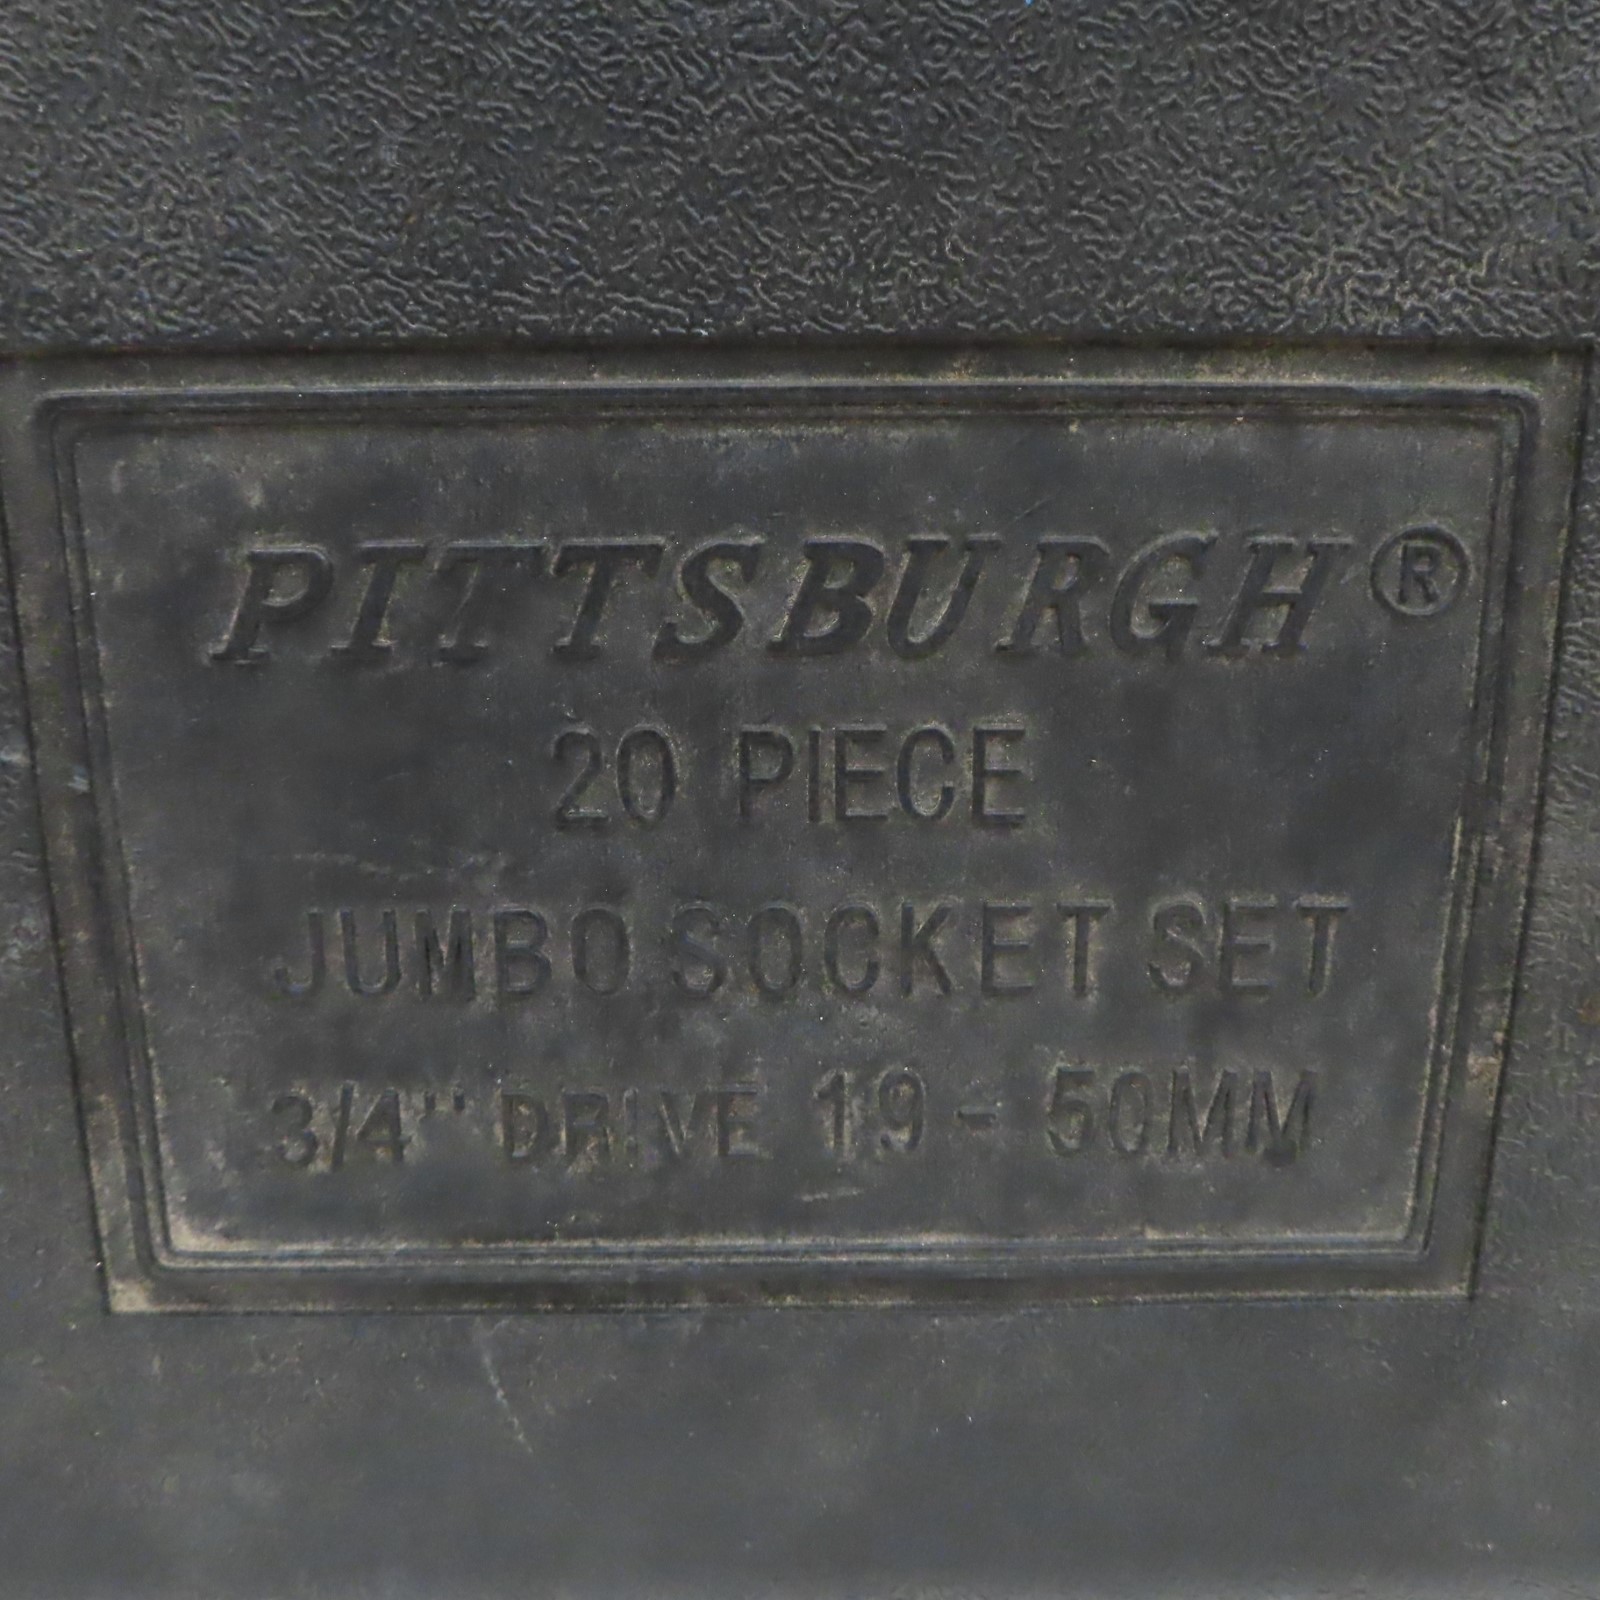 PITTSBURGH®
20 PIECE
JUMBO SOCKET SET
3/4" DRIVE 19 - 50MM